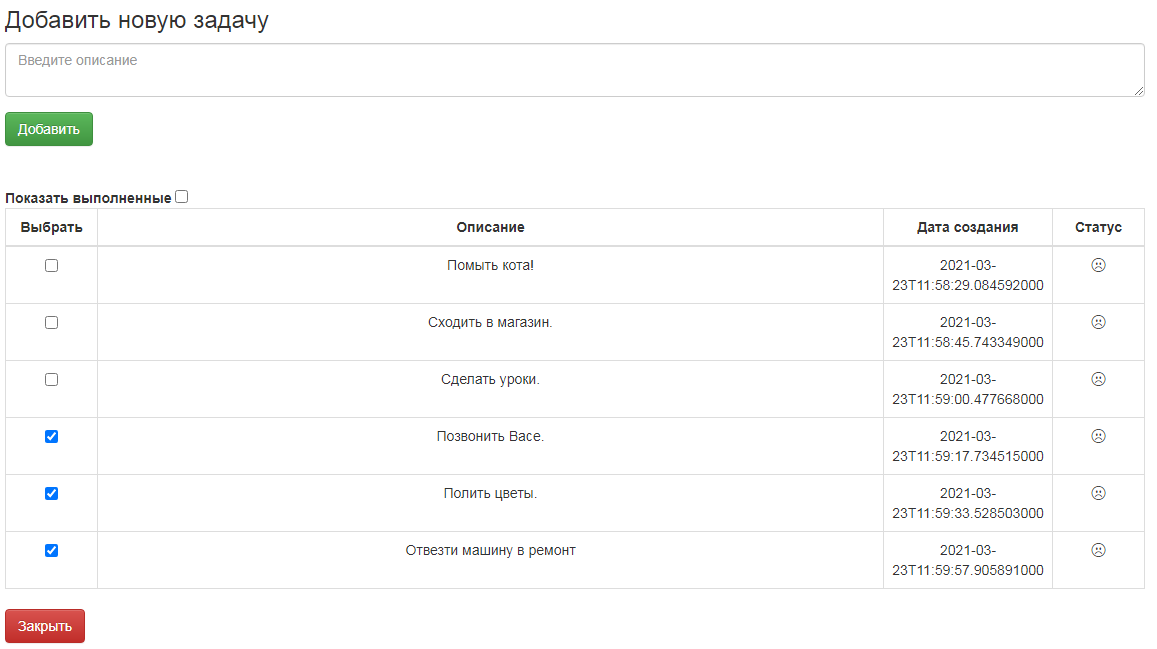 Добавить новую задачу
Введите описание
Добавить
Показать выполненные
Выбрать Описание Дата создания Статус
Помыть кота! 2021-03-
23T11:58:29.084592000
Сходить в магазин. 2021-03-
23T11:58:45.743349000
Сделать уроки. 2021-03-
23T11:59:00.477668000
Позвонить Васе. 2021-03-
23T11:59:17.734515000
Полить цветы. 2021-03-
23T11:59:33.528503000
Отвезти машину в ремонт 2021-03-
23T11:59:57.905891000
Закрыть